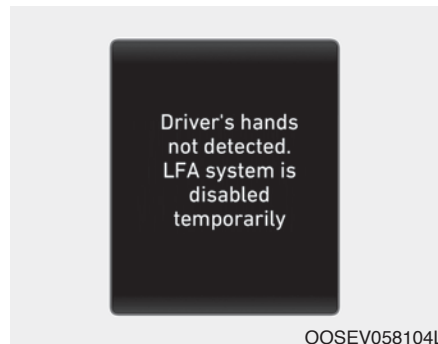 Driver's hands
not detected.
LFA system is
disabled
temporarily
OOSEV058104L